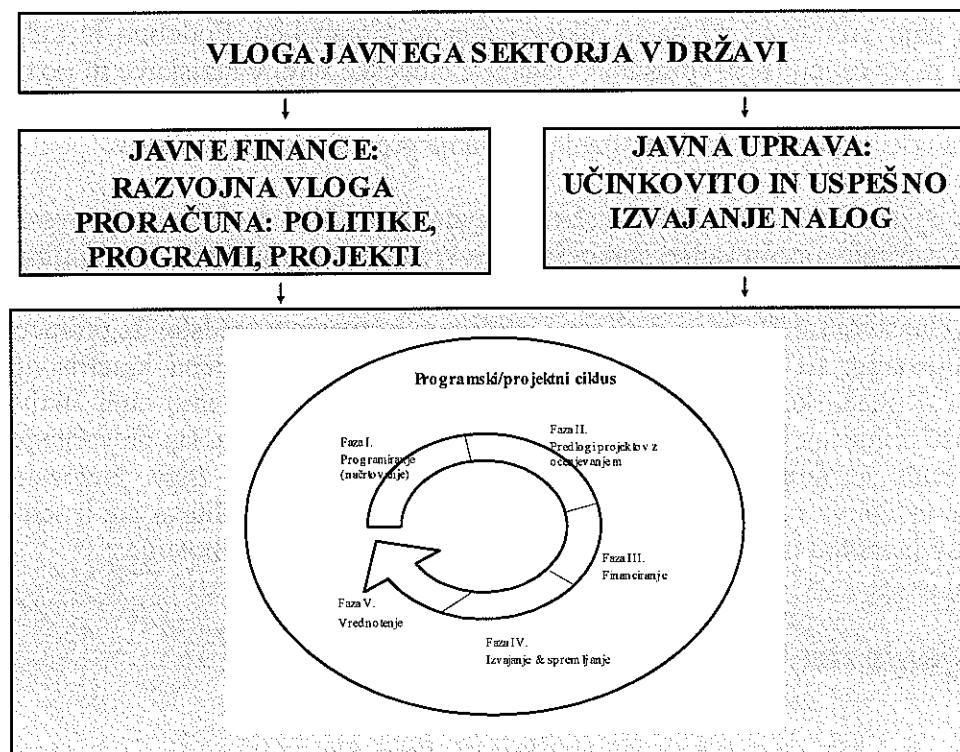 VLOGA JAVNEGA SEKTORJA V DRŽAVI
JAVNE FINANCE:
RAZVOJNA VLOGA
PRORAČUNA: POLITIKE,
PROGRAMI, PROJEKTI
JAVNA UPRAVA:
UČINKOVITO IN USPEŠNO
IZVAJANJE NALOG
Programski/projektni ciklus
Faza I.
Programiranje
(načrtovanje)
Faza II.
Predlogi projektov z
ocenjevanjem
Faza III.
Financiranje
Faza IV.
Izvajanje & spremljanje
Faza V.
Vrednotenje